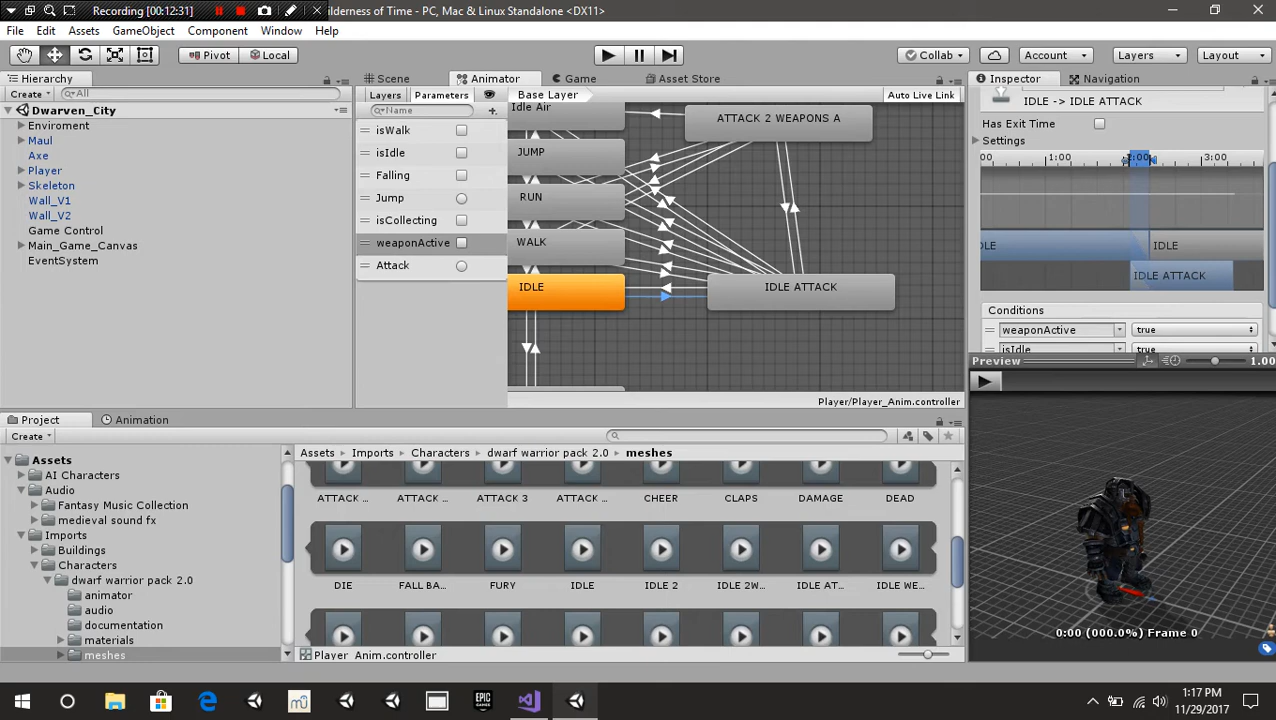 Recording [00:12:31]
ilderness of Time - PC, Mac & Linux Standalone <DX11>
File Edit Assets GameObject Component Window Help
Pivot Local Collab Account Layers Layout
Hierarchy
Create All
Dwarven_City
Enviroment
Maul
Axe
Player
Skeleton
Wall_V1
Wall_V2
Game Control
Main_Game_Canvas
EventSystem
Scene Animator Game Asset Store
Layers Parameters Base Layer Auto Live Link
Name
isWalk
isIdle
Falling
Jump
isCollecting
weaponActive
Attack
Idle Air
JUMP
RUN
WALK
IDLE
ATTACK 2 WEAPONS A
IDLE ATTACK
Player/Player_Anim.controller
Inspector Navigation
IDLE -> IDLE ATTACK
Has Exit Time
Settings
:00 1:00 2:00 3:00
IDLE IDLE
IDLE ATTACK
Conditions
weaponActive true
isIdle true
Preview 1.00
0:00 (000.0%) Frame 0
Project Animation
Create
Assets
AI Characters
Audio
Fantasy Music Collection
medieval sound fx
Imports
Buildings
Characters
dwarf warrior pack 2.0
animator
audio
documentation
materials
meshes
Assets Imports Characters dwarf warrior pack 2.0 meshes
ATTACK ... ATTACK ... ATTACK 3 ATTACK ... CHEER CLAPS DAMAGE DEAD
DIE FALL BA... FURY IDLE IDLE 2 IDLE 2W... IDLE AT... IDLE WE...
Player_Anim.controller
EPIC GAMES
1:17 PM
11/29/2017